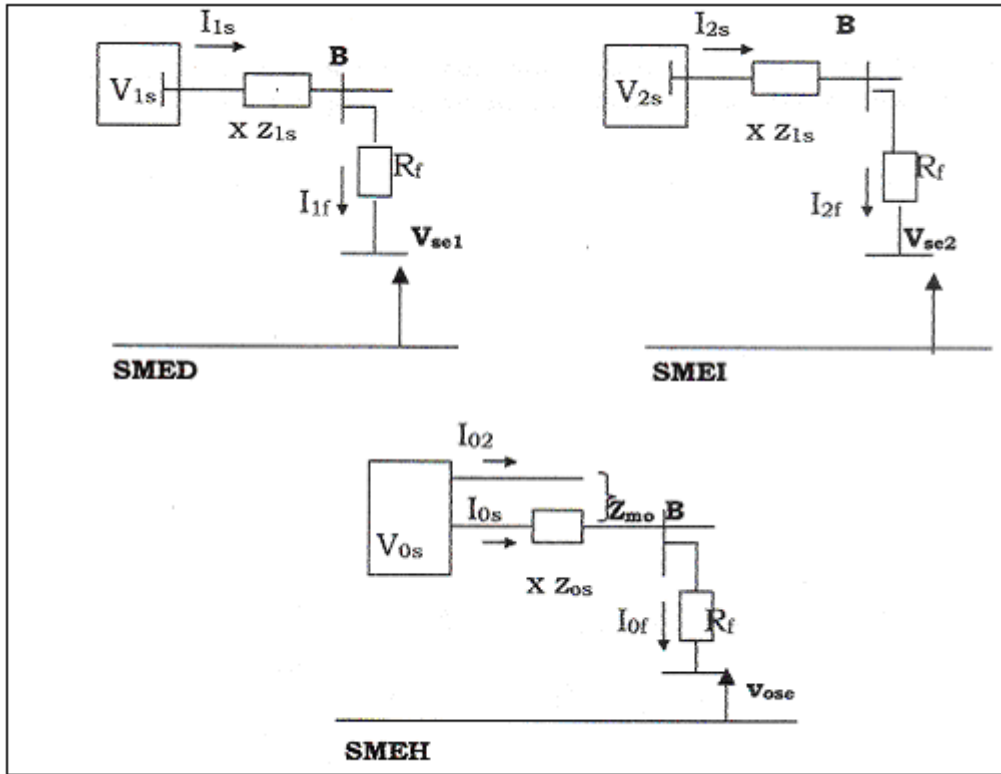 I1s
B
V1s
x z1s
Rf
I1f
Vse1
SMED
I2s
B
V2s
x z1s
Rf
I2f
Vse2
SMEI
I02
I0s
Zmo B
V0s
x zos
I0f
Rf
vose
SMEH